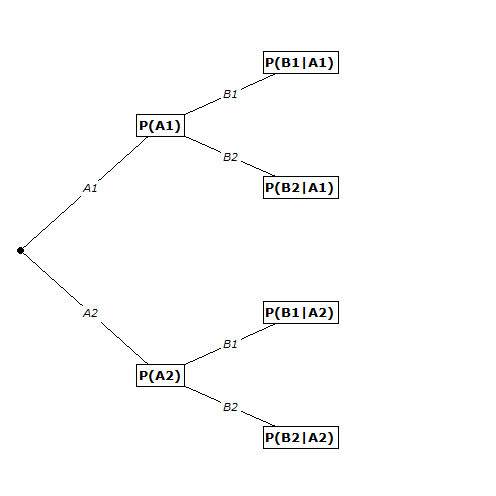 P(B1|A1)
B1
P(A1)
B2
P(B2|A1)
A1
A2
P(B1|A2)
B1
P(A2)
B2
P(B2|A2)